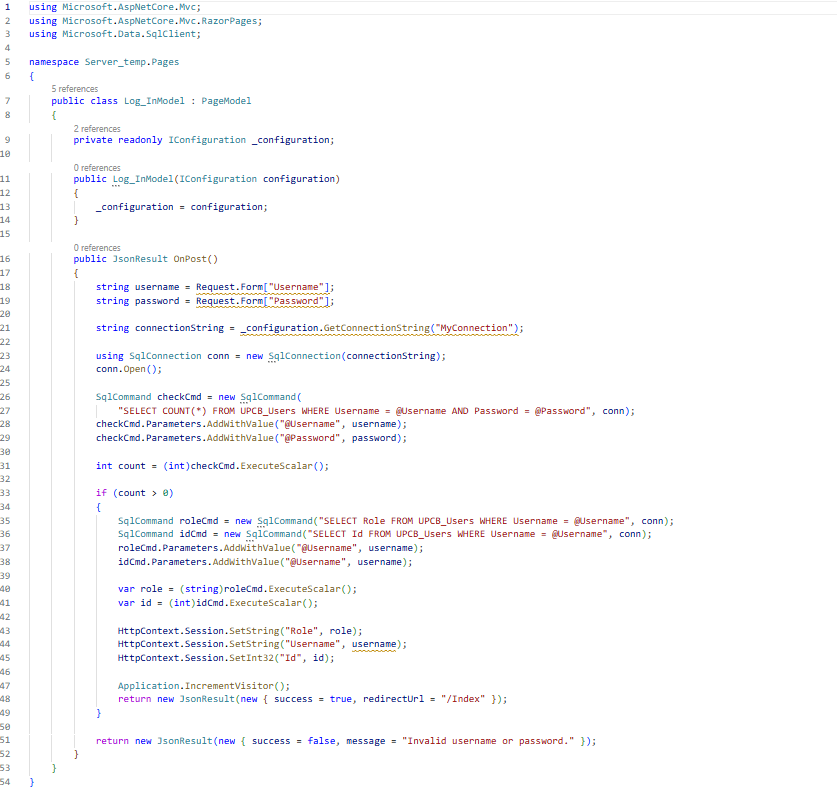 1 using Microsoft.AspNetCore.Mvc;
2 using Microsoft.AspNetCore.Mvc.RazorPages;
3 using Microsoft.Data.SqlClient;
4
5 namespace Server_temp.Pages
6 {
5 references
7 public class Log_InModel : PageModel
8 {
2 references
9 private readonly IConfiguration _configuration;
10
0 references
11 public Log_InModel(IConfiguration configuration)
12 {
13 _configuration = configuration;
14 }
15
0 references
16 public JsonResult OnPost()
17 {
18 string username = Request.Form["Username"];
19 string password = Request.Form["Password"];
20
21 string connectionString = _configuration.GetConnectionString("MyConnection");
22
23 using SqlConnection conn = new SqlConnection(connectionString);
24 conn.Open();
25
26 SqlCommand checkCmd = new SqlCommand(
27 "SELECT COUNT(*) FROM UPCB_Users WHERE Username = @Username AND Password = @Password", conn);
28 checkCmd.Parameters.AddWithValue("@Username", username);
29 checkCmd.Parameters.AddWithValue("@Password", password);
30
31 int count = (int)checkCmd.ExecuteScalar();
32
33 if (count > 0)
34 {
35 SqlCommand roleCmd = new SqlCommand("SELECT Role FROM UPCB_Users WHERE Username = @Username", conn);
36 SqlCommand idCmd = new SqlCommand("SELECT Id FROM UPCB_Users WHERE Username = @Username", conn);
37 roleCmd.Parameters.AddWithValue("@Username", username);
38 idCmd.Parameters.AddWithValue("@Username", username);
39
40 var role = (string)roleCmd.ExecuteScalar();
41 var id = (int)idCmd.ExecuteScalar();
42
43 HttpContext.Session.SetString("Role", role);
44 HttpContext.Session.SetString("Username", username);
45 HttpContext.Session.SetInt32("Id", id);
46
47 Application.IncrementVisitor();
48 return new JsonResult(new { success = true, redirectUrl = "/Index" });
49 }
50
51 return new JsonResult(new { success = false, message = "Invalid username or password." });
52 }
53 }
54 }